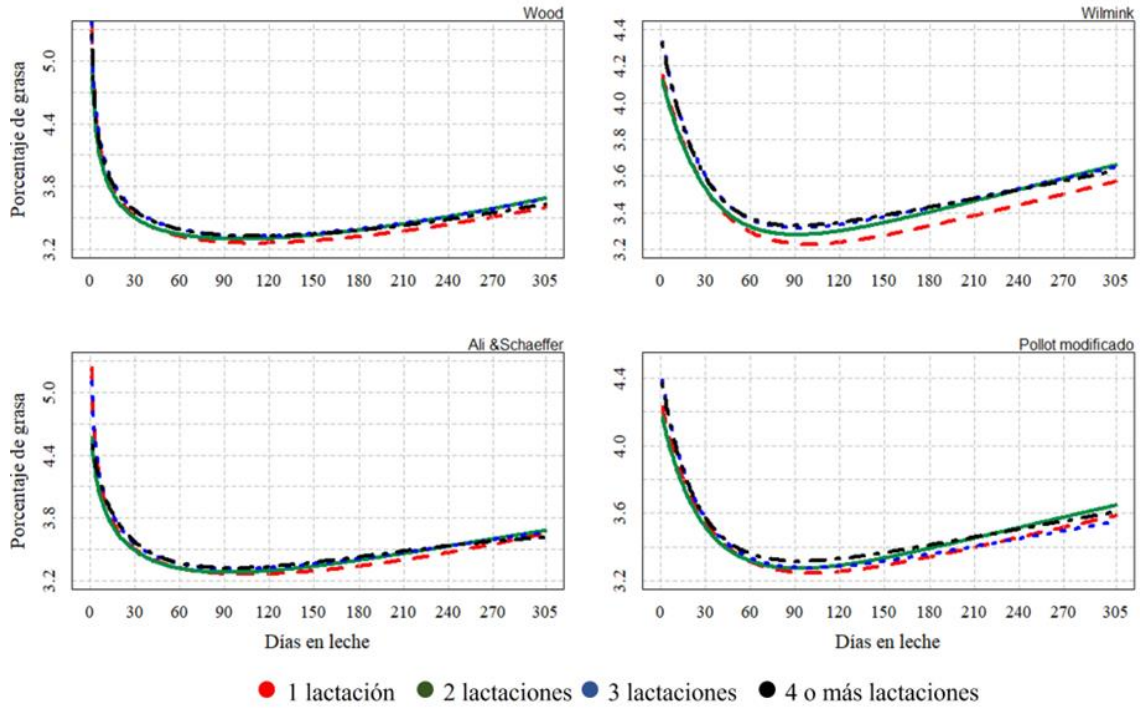 Wood
Wilmink
Porcentaje de grasa
5.0
4.4
3.8
3.2
4.4
4.2
4.0
3.8
3.6
3.4
3.2
0 30 60 90 120 150 180 210 240 270 305
0 30 60 90 120 150 180 210 240 270 305
Ali &Schaeffer
Pollot modificado
Porcentaje de grasa
5.0
4.4
3.8
3.2
4.4
4.0
3.6
3.2
0 30 60 90 120 150 180 210 240 270 305
0 30 60 90 120 150 180 210 240 270 305
Dias en leche
Dias en leche
1 lactación 2 lactaciones 3 lactaciones 4 o más lactaciones